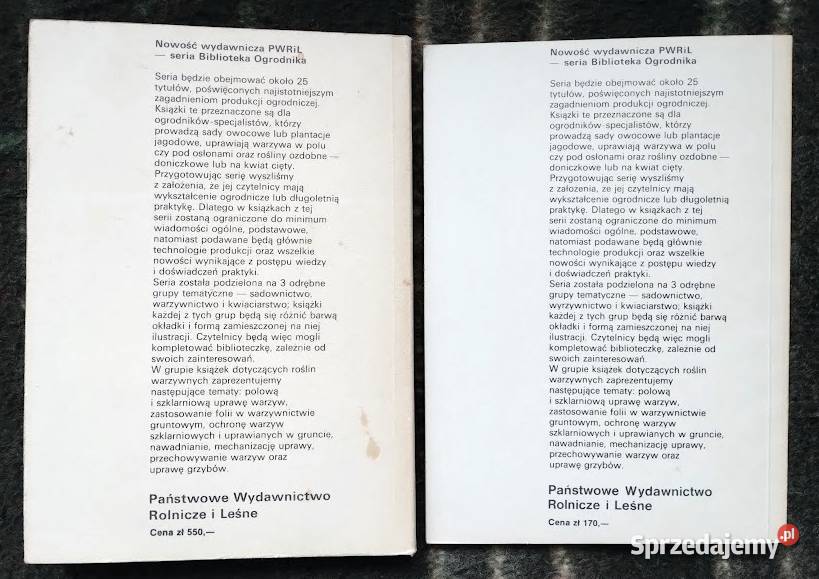 Nowość wydawnicza PWRiL
— seria Biblioteka Ogrodnika
Seria będzie obejmować około 25
tytułów, poświęconych najistotniejszym
zagadnieniom produkcji ogrodniczej.
Książki te przeznaczone są dla
ogrodników-specjalistów, którzy
prowadzą sady owocowe lub plantacje
jagodowe, uprawiają warzywa w polu
czy pod osłonami oraz rośliny ozdobne —
doniczkowe lub na kwiat cięty.
Przygotowując serię wyszliśmy
z założenia, że jej czytelnicy mają
wykształcenie ogrodnicze lub długoletnią
praktykę. Dlatego w książkach z tej
serii zostaną ograniczone do minimum
wiadomości ogólne, podstawowe,
natomiast podawane będą głównie
technologie produkcji oraz wszelkie
nowości wynikające z postępu wiedzy
i doświadczeń praktyki.
Seria została podzielona na 3 odrębne
grupy tematyczne — sadownictwo,
warzywnictwo i kwiaciarstwo; książki
każdej z tych grup będą się różnić barwą
okładki i formą zamieszczonej na niej
ilustracji. Czytelnicy będą więc mogli
kompletować biblioteczkę, zależnie od
swoich zainteresowań.
W grupie książek dotyczących roślin
warzywnych zaprezentujemy
następujące tematy: polową
i szklarniową uprawę warzyw,
zastosowanie folii w warzywnictwie
gruntowym, ochronę warzyw
szklarniowych i uprawianych w gruncie,
nawadnianie, mechanizację uprawy,
przechowywanie warzyw oraz
uprawę grzybów.
Państwowe Wydawnictwo
Rolnicze i Leśne
Cena zł 550,—
Nowość wydawnicza PWRiL
— seria Biblioteka Ogrodnika
Seria będzie obejmować około 25
tytułów, poświęconych najistotniejszym
zagadnieniom produkcji ogrodniczej.
Książki te przeznaczone są dla
ogrodników-specjalistów, którzy
prowadzą sady owocowe lub plantacje
jagodowe, uprawiają warzywa w polu
czy pod osłonami oraz rośliny ozdobne —
doniczkowe lub na kwiat cięty.
Przygotowując serię wyszliśmy
z założenia, że jej czytelnicy mają
wykształcenie ogrodnicze lub długoletnią
praktykę. Dlatego w książkach z tej
serii zostaną ograniczone do minimum
wiadomości ogólne, podstawowe,
natomiast podawane będą głównie
technologie produkcji oraz wszelkie
nowości wynikające z postępu wiedzy
i doświadczeń praktyki.
Seria została podzielona na 3 odrębne
grupy tematyczne — sadownictwo,
wyrzywnictwo i kwiaciarstwo; książki
każdej z tych grup będą się różnić barwą
okładki i formą zamieszczonej na niej
ilustracji. Czytelnicy będą więc mogli
kompletować biblioteczkę, zależnie od
swoich zainteresowań.
W grupie książek dotyczących roślin
warzywnych zaprezentujemy
następujące tematy: polową
i szklarniową uprawę warzyw,
zastosowanie folii w warzywnictwie
gruntowym, ochronę warzyw
szklarniowych i uprawianych w gruncie,
nawadnianie, mechanizację uprawy,
przechowywanie warzyw oraz
uprawę grzybów.
Państwowe Wydawnictwo
Rolnicze i Leśne
Cena zł 170,—
Sprzedajemy.pl